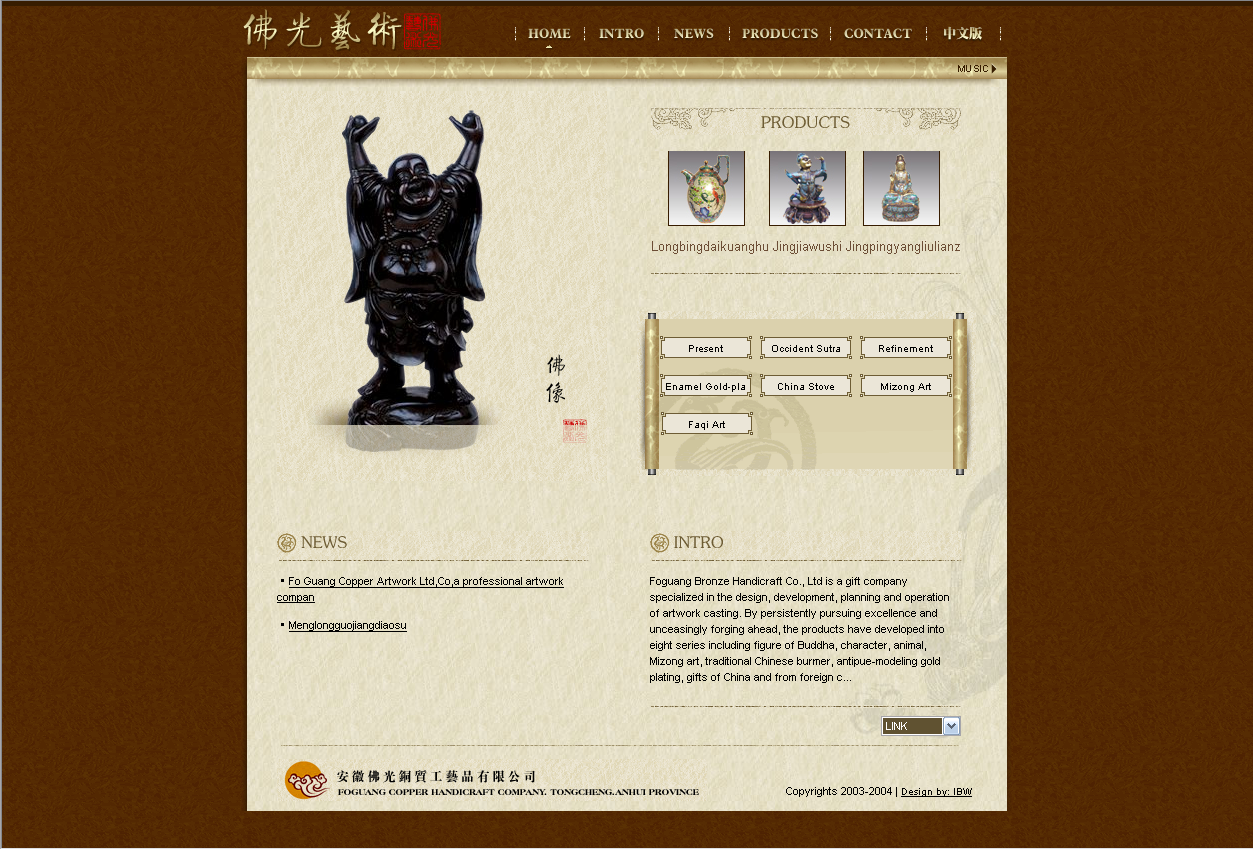 佛光藝術
HOME
INTRO
NEWS
PRODUCTS
CONTACT
中文版
MUSIC
PRODUCTS
Longbingdaikuanghu Jingjiawushi Jingpingyangliulianz
佛像
Present
Occident Sutra
Refinement
Enamel Gold-pla
China Stove
Mizong Art
Faqi Art
NEWS
Fo Guang Copper Artwork Ltd,Co,a professional artwork
compan
Menglongguojiangdiaosu
INTRO
Foguang Bronze Handicraft Co., Ltd is a gift company
specialized in the design, development, planning and operation
of artwork casting. By persistently pursuing excellence and
unceasingly forging ahead, the products have developed into
eight series including figure of Buddha, character, animal,
Mizong art, traditional Chinese burmer, antipue-modeling gold
plating, gifts of China and from foreign c...
LINK
安徽佛光銅質工藝品有限公司
FOGUANG COPPER HANDICRAFT COMPANY. TONGCHENG.ANHUI PROVINCE
Copyrights 2003-2004 | Design by: IBW